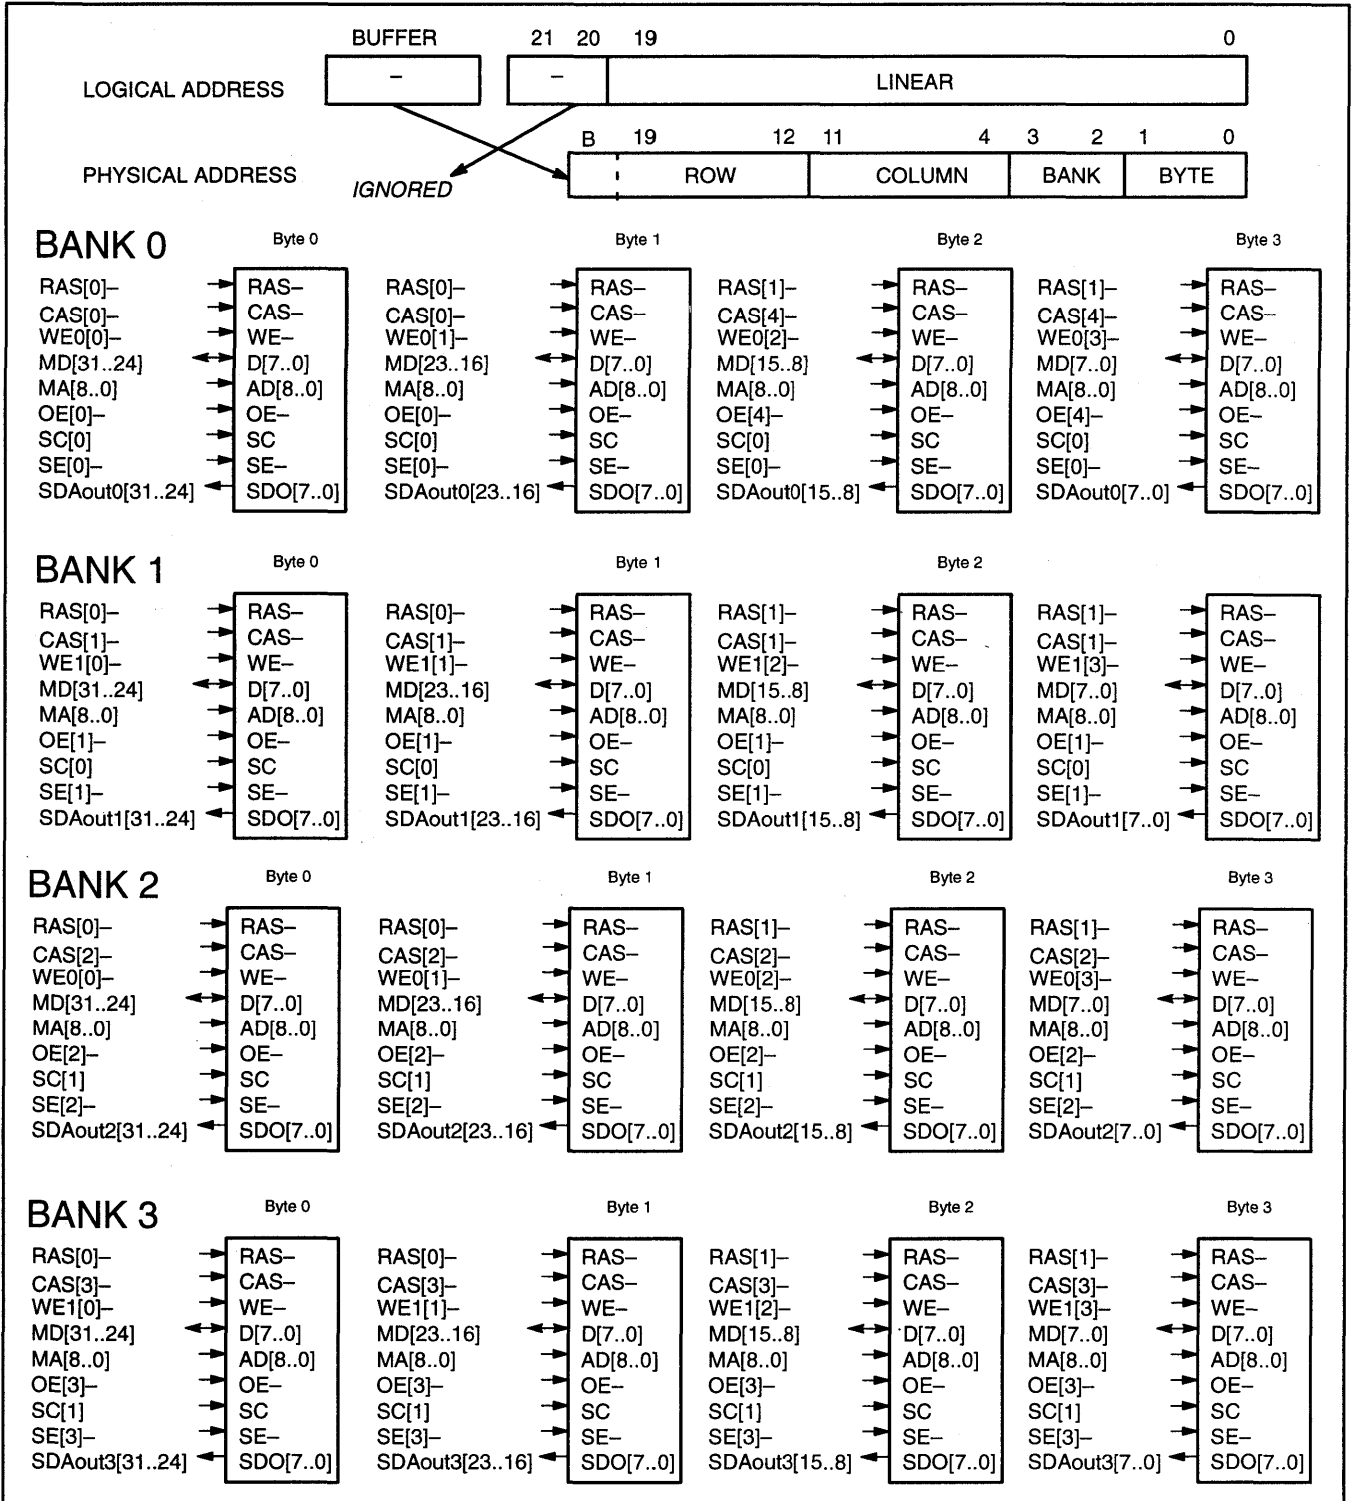 BUFFER 21 20 19 0
LOGICAL ADDRESS – – LINEAR
B 19 12 11 4 3 2 1 0
PHYSICAL ADDRESS IGNORED ROW COLUMN BANK BYTE
BANK 0 Byte 0 Byte 1 Byte 2 Byte 3
RAS[0]– RAS– RAS[0]– RAS– RAS[1]– RAS– RAS[1]– RAS–
CAS[0]– CAS– CAS[0]– CAS– CAS[4]– CAS– CAS[4]– CAS–
WE0[0]– WE– WE0[1]– WE– WE0[2]– WE– WE0[3]– WE–
MD[31..24] D[7..0] MD[23..16] D[7..0] MD[15..8] D[7..0] MD[7..0] D[7..0]
MA[8..0] AD[8..0] MA[8..0] AD[8..0] MA[8..0] AD[8..0] MA[8..0] AD[8..0]
OE[0]– OE– OE[0]– OE– OE[4]– OE– OE[4]– OE–
SC[0] SC SC[0] SC SC[0] SC SC[0] SC
SE[0]– SE– SE[0]– SE– SE[0]– SE– SE[0]– SE–
SDAout0[31..24] SDO[7..0] SDAout0[23..16] SDO[7..0] SDAout0[15..8] SDO[7..0] SDAout0[7..0] SDO[7..0]
BANK 1 Byte 0 Byte 1 Byte 2
RAS[0]– RAS– RAS[0]– RAS– RAS[1]– RAS– RAS[1]– RAS–
CAS[1]– CAS– CAS[1]– CAS– CAS[1]– CAS– CAS[1]– CAS–
WE1[0]– WE– WE1[1]– WE– WE1[2]– WE– WE1[3]– WE–
MD[31..24] D[7..0] MD[23..16] D[7..0] MD[15..8] D[7..0] MD[7..0] D[7..0]
MA[8..0] AD[8..0] MA[8..0] AD[8..0] MA[8..0] AD[8..0] MA[8..0] AD[8..0]
OE[1]– OE– OE[1]– OE– OE[1]– OE– OE[1]– OE–
SC[0] SC SC[0] SC SC[0] SC SC[0] SC
SE[1]– SE– SE[1]– SE– SE[1]– SE– SE[1]– SE–
SDAout1[31..24] SDO[7..0] SDAout1[23..16] SDO[7..0] SDAout1[15..8] SDO[7..0] SDAout1[7..0] SDO[7..0]
BANK 2 Byte 0 Byte 1 Byte 2 Byte 3
RAS[0]– RAS– RAS[0]– RAS– RAS[1]– RAS– RAS[1]– RAS–
CAS[2]– CAS– CAS[2]– CAS– CAS[2]– CAS– CAS[2]– CAS–
WE0[0]– WE– WE0[1]– WE– WE0[2]– WE– WE0[3]– WE–
MD[31..24] D[7..0] MD[23..16] D[7..0] MD[15..8] D[7..0] MD[7..0] D[7..0]
MA[8..0] AD[8..0] MA[8..0] AD[8..0] MA[8..0] AD[8..0] MA[8..0] AD[8..0]
OE[2]– OE– OE[2]– OE– OE[2]– OE– OE[2]– OE–
SC[1] SC SC[1] SC SC[1] SC SC[1] SC
SE[2]– SE– SE[2]– SE– SE[2]– SE– SE[2]– SE–
SDAout2[31..24] SDO[7..0] SDAout2[23..16] SDO[7..0] SDAout2[15..8] SDO[7..0] SDAout2[7..0] SDO[7..0]
BANK 3 Byte 0 Byte 1 Byte 2 Byte 3
RAS[0]– RAS– RAS[0]– RAS– RAS[1]– RAS– RAS[1]– RAS–
CAS[3]– CAS– CAS[3]– CAS– CAS[3]– CAS– CAS[3]– CAS–
WE1[0]– WE– WE1[1]– WE– WE1[2]– WE– WE1[3]– WE–
MD[31..24] D[7..0] MD[23..16] D[7..0] MD[15..8] D[7..0] MD[7..0] D[7..0]
MA[8..0] AD[8..0] MA[8..0] AD[8..0] MA[8..0] AD[8..0] MA[8..0] AD[8..0]
OE[3]– OE– OE[3]– OE– OE[3]– OE– OE[3]– OE–
SC[1] SC SC[1] SC SC[1] SC SC[1] SC
SE[3]– SE– SE[3]– SE– SE[3]– SE– SE[3]– SE–
SDAout3[31..24] SDO[7..0] SDAout3[23..16] SDO[7..0] SDAout3[15..8] SDO[7..0] SDAout3[7..0] SDO[7..0]